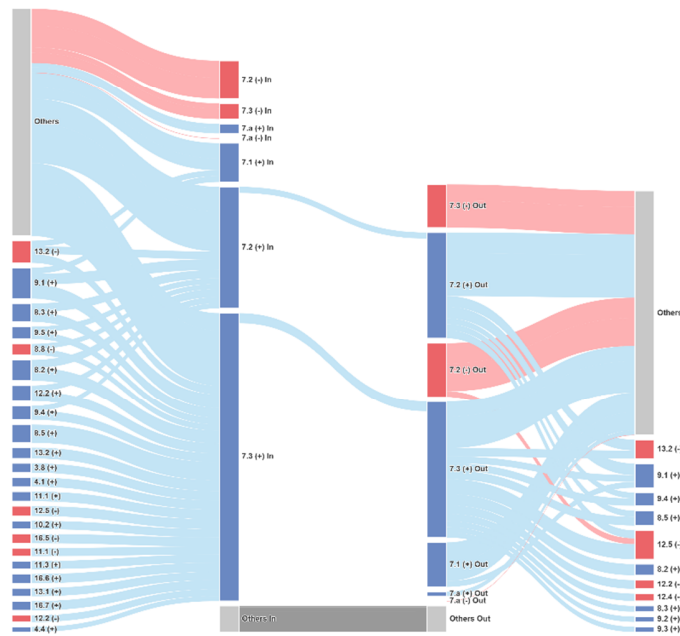 Others
13.2 (-)
9.1 (+)
8.3 (+)
9.5 (+)
8.8 (-)
8.2 (+)
12.2 (+)
9.4 (+)
8.5 (+)
13.2 (+)
3.8 (+)
4.1 (+)
11.1 (+)
12.5 (-)
10.2 (+)
16.5 (-)
11.1 (-)
11.3 (+)
16.6 (+)
13.1 (+)
16.7 (+)
12.2 (-)
4.4 (+)
7.2 (-) In
7.3 (-) In
7.a (+) In
7.a (-) In
7.1 (+) In
7.2 (+) In
7.3 (+) In
Others In
7.3 (-) Out
7.2 (+) Out
7.2 (-) Out
7.3 (+) Out
7.1 (+) Out
7.a (+) Out
7.a (-) Out
Others Out
Others
13.2 (-
9.1 (+)
9.4 (+)
8.5 (+)
12.5 (-
8.2 (+)
12.2 (-
12.4 (-
8.3 (+)
9.2 (+)
9.3 (+)